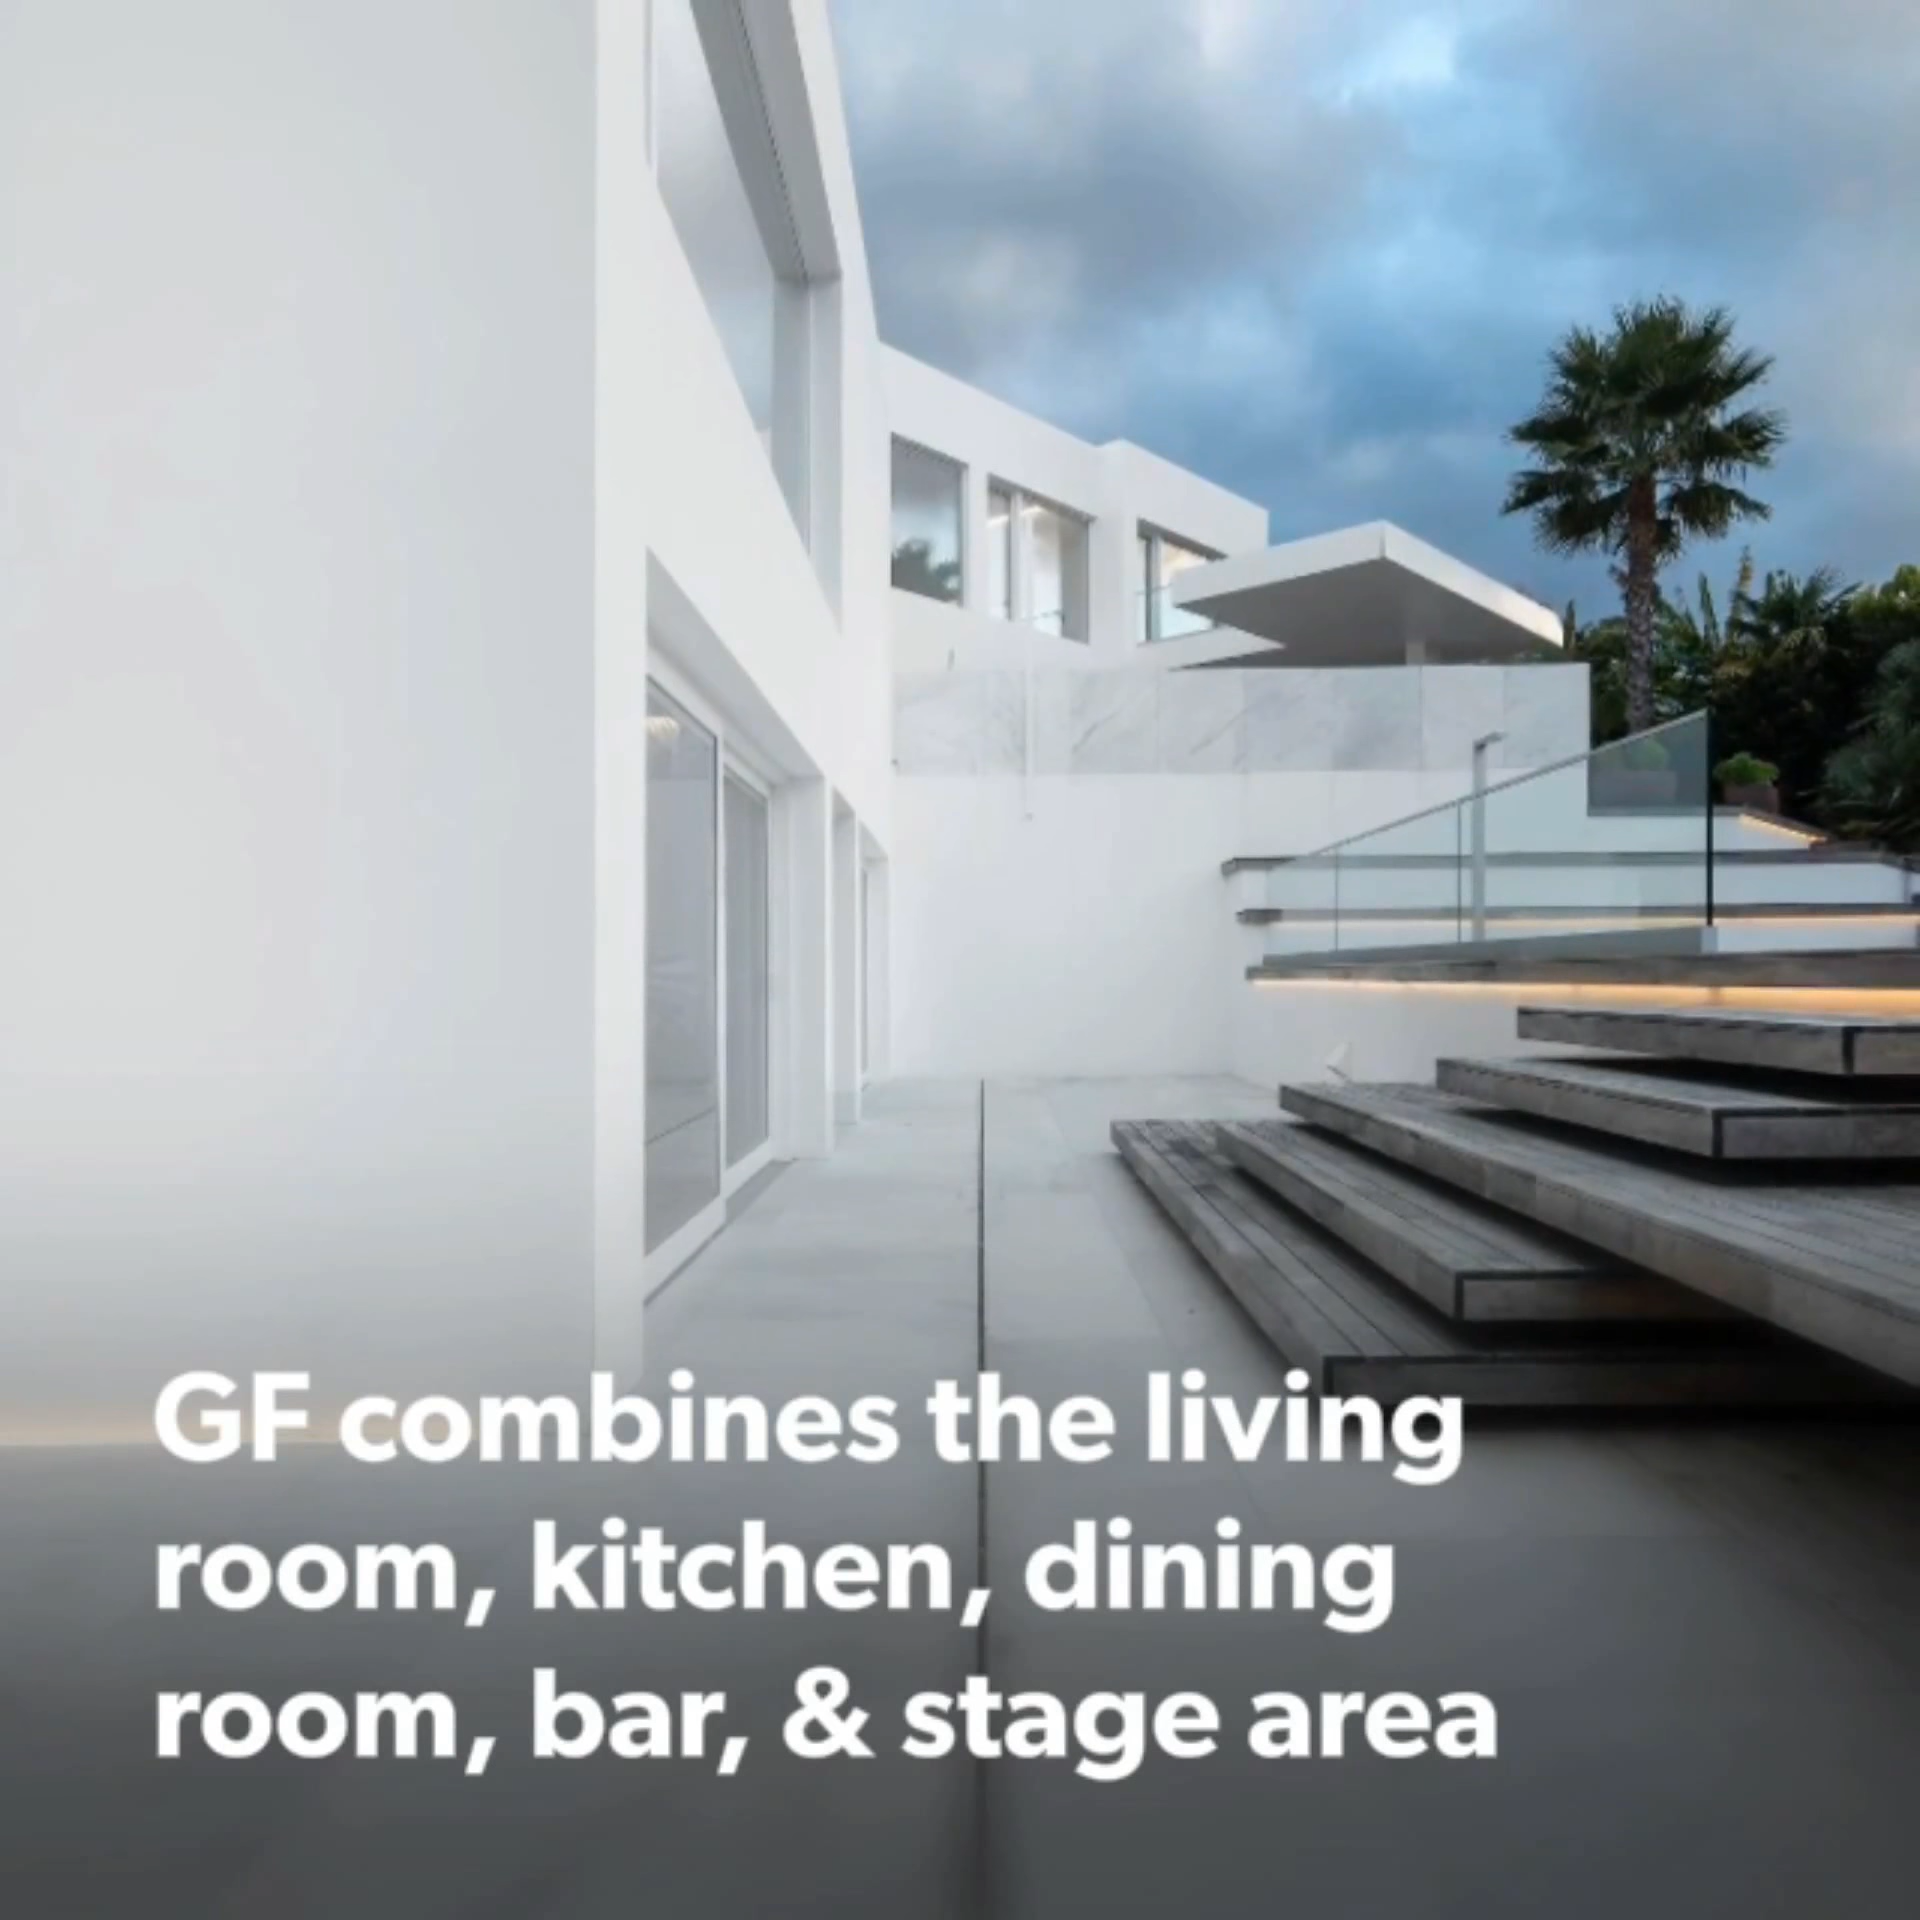 GF combines the living
room, kitchen, dining
room, bar, & stage area